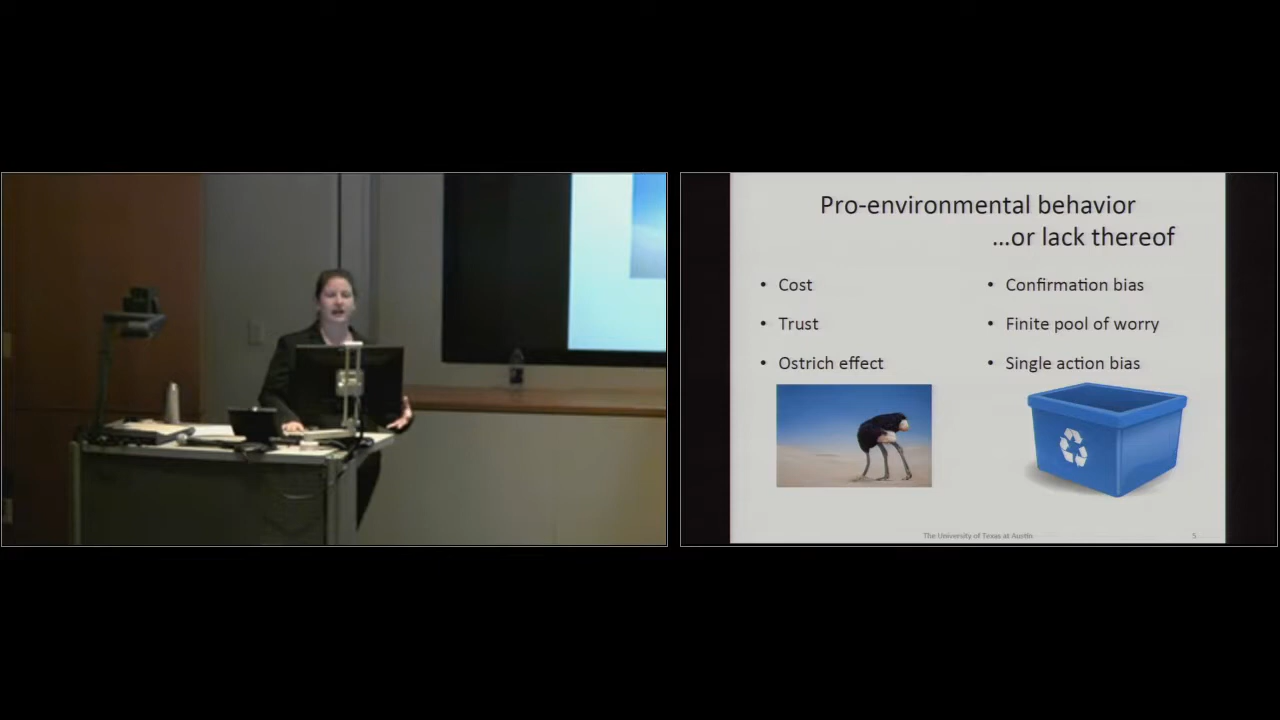 Pro-environmental behavior
...or lack thereof
• Cost
• Trust
• Ostrich effect
• Confirmation bias
• Finite pool of worry
• Single action bias
The University of Texas at Austin
5